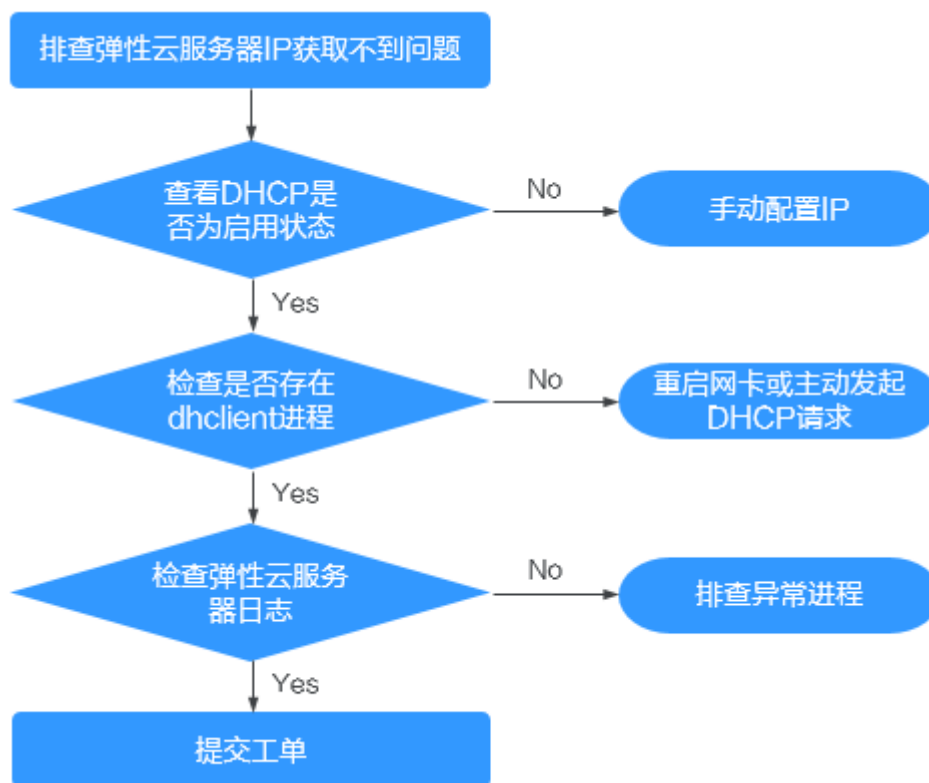 排查弹性云服务器IP获取不到问题
查看DHCP是
否为启用状态
No
手动配置IP
Yes
检查是否存在
dhclient进程
No
重启网卡或主动发起
DHCP请求
Yes
检查弹性云服务
器日志
No
排查异常进程
Yes
提交工单